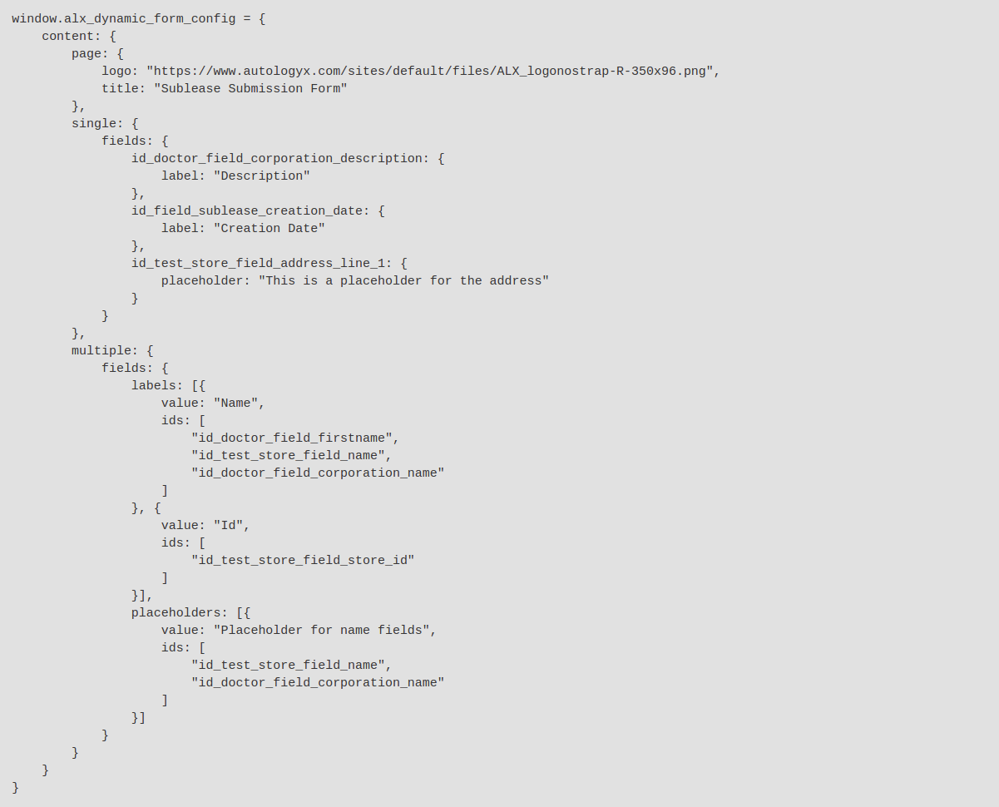 window.alx_dynamic_form_config = {
    content: {
        page: {
            logo: "https://www.autologyx.com/sites/default/files/ALX_logonostrap-R-350x96.png",
            title: "Sublease Submission Form"
        },
        single: {
            fields: {
                id_doctor_field_corporation_description: {
                    label: "Description"
                },
                id_field_sublease_creation_date: {
                    label: "Creation Date"
                },
                id_test_store_field_address_line_1: {
                    placeholder: "This is a placeholder for the address"
                }
            }
        },
        multiple: {
            fields: {
                labels: [{
                    value: "Name",
                    ids: [
                        "id_doctor_field_firstname",
                        "id_test_store_field_name",
                        "id_doctor_field_corporation_name"
                    ]
                }, {
                    value: "Id",
                    ids: [
                        "id_test_store_field_store_id"
                    ]
                }],
                placeholders: [{
                    value: "Placeholder for name fields",
                    ids: [
                        "id_test_store_field_name",
                        "id_doctor_field_corporation_name"
                    ]
                }]
            }
        }
    }
}